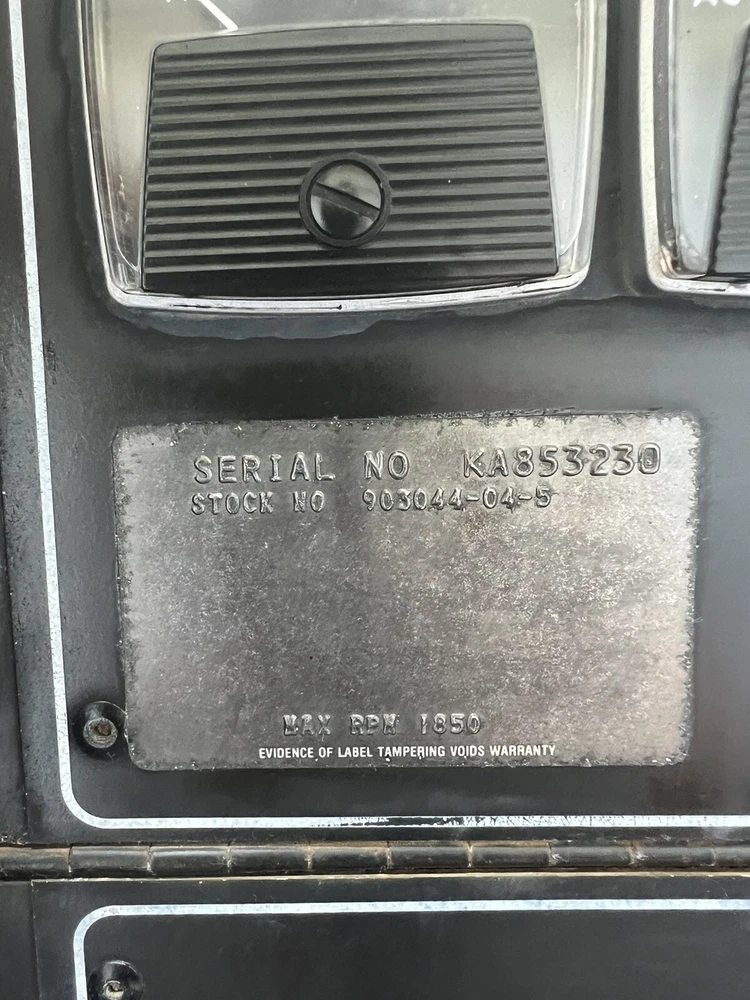 SERIAL NO KA853230
STOCK NO 903044-04-5
MAX RPM 1850
EVIDENCE OF LABEL TAMPERING VOIDS WARRANTY